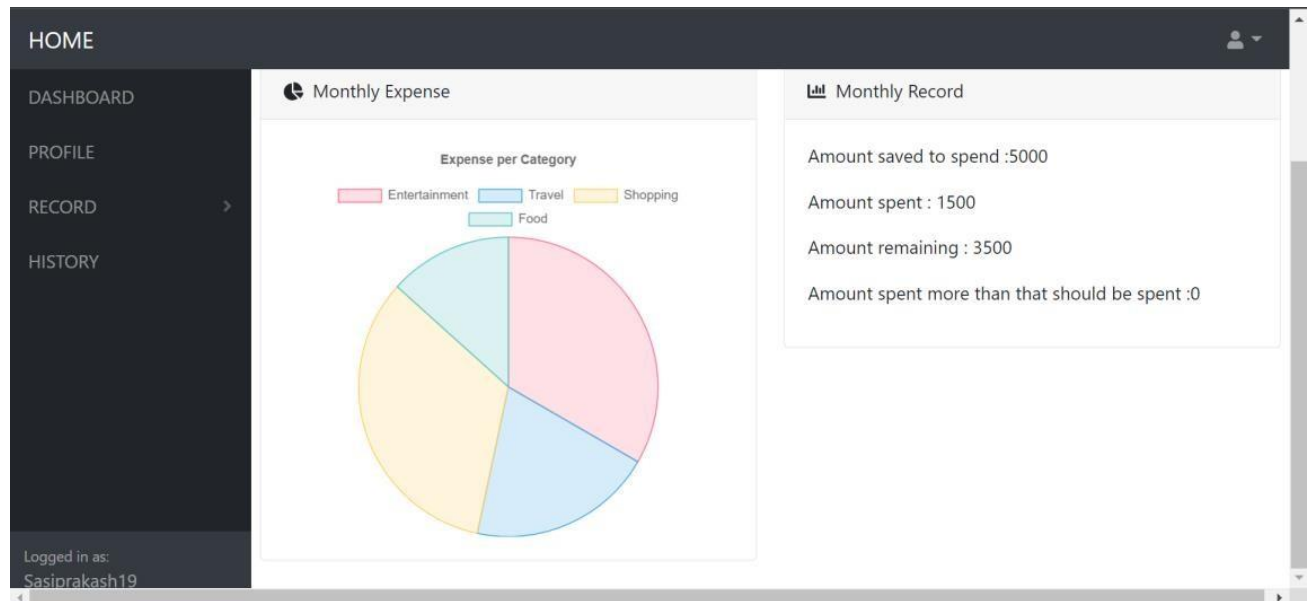 HOME
DASHBOARD
PROFILE
RECORD
HISTORY
Logged in as:
Sasiprakash19
Monthly Expense
Expense per Category
Entertainment Travel Shopping
Food
Monthly Record
Amount saved to spend :5000
Amount spent : 1500
Amount remaining : 3500
Amount spent more than that should be spent :0